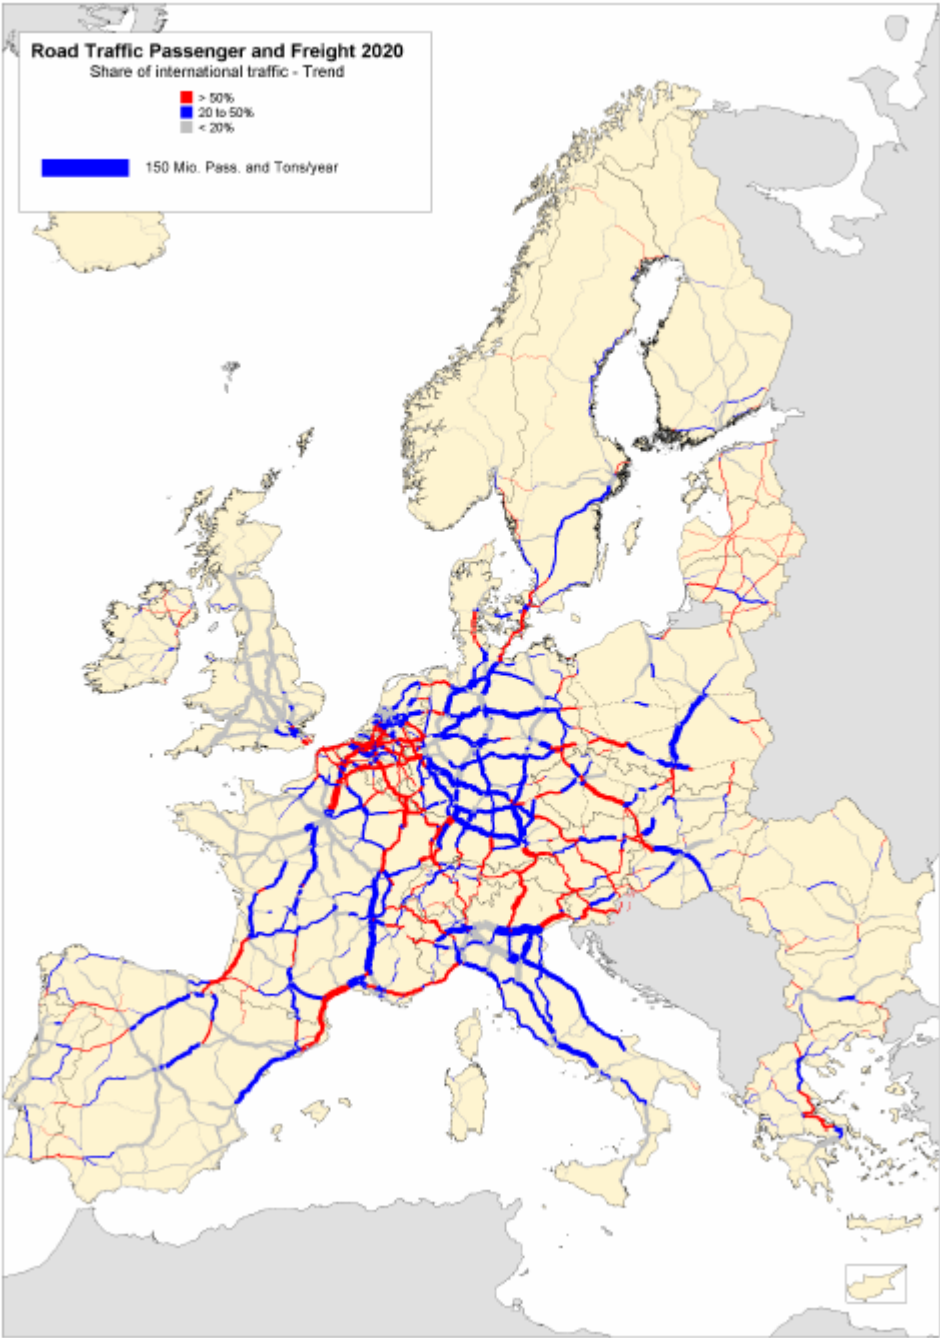 Road Traffic Passenger and Freight 2020
Share of international traffic - Trend
> 50%
20 to 50%
< 20%
150 Mio. Pass. and Tons/year